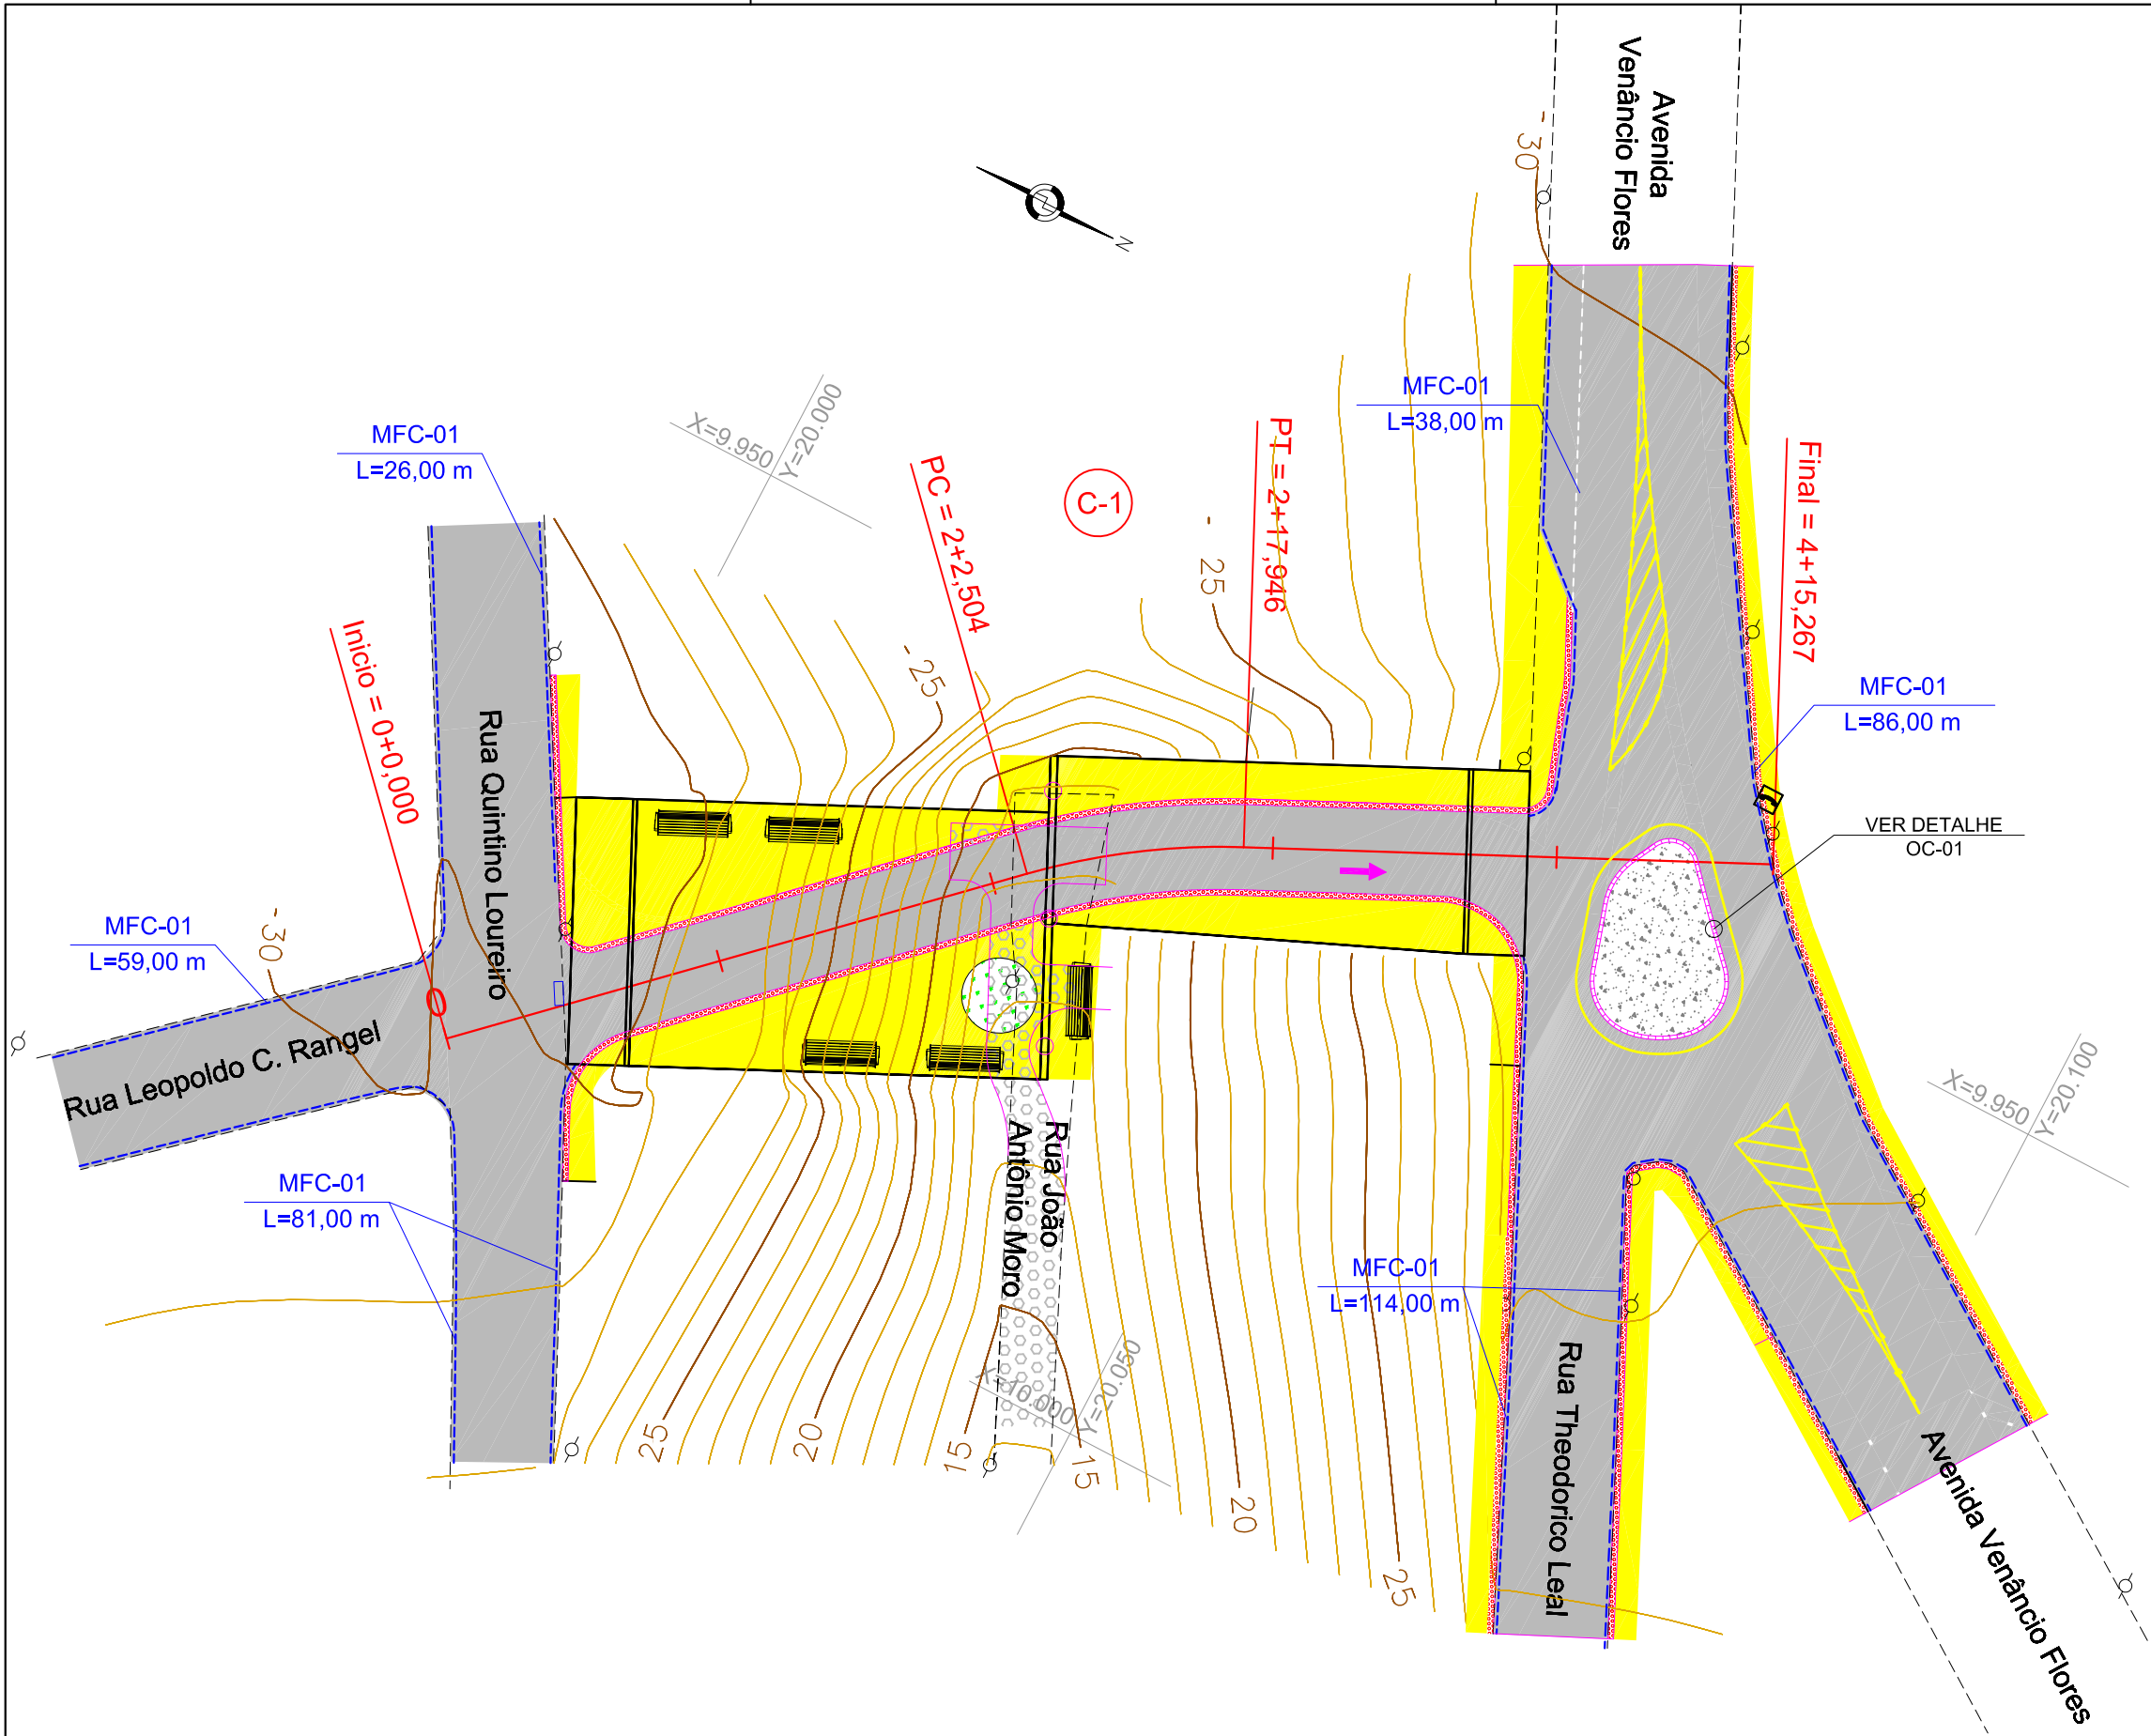 Avenida
Venâncio Flores
- 30
N
MFC-01
L=38,00 m
X=9.950
Y=20.000
MFC-01
L=26,00 m
PC = 2+2,504
C-1
PT = 2+17,946
- 25
Final = 4+15,267
Inicio = 0+0,000
- 25
MFC-01
L=86,00 m
Rua Quintino Loureiro
VER DETALHE
OC-01
MFC-01
L=59,00 m
- 30
0
Rua Leopoldo C. Rangel
X=9.950
Y=20.100
MFC-01
L=81,00 m
Rua João
Antônio Moro
MFC-01
L=114,00 m
X=10.000
Y=20.050
25
20
15
15
20
25
Rua Theodorico Leal
Avenida Venâncio Flores